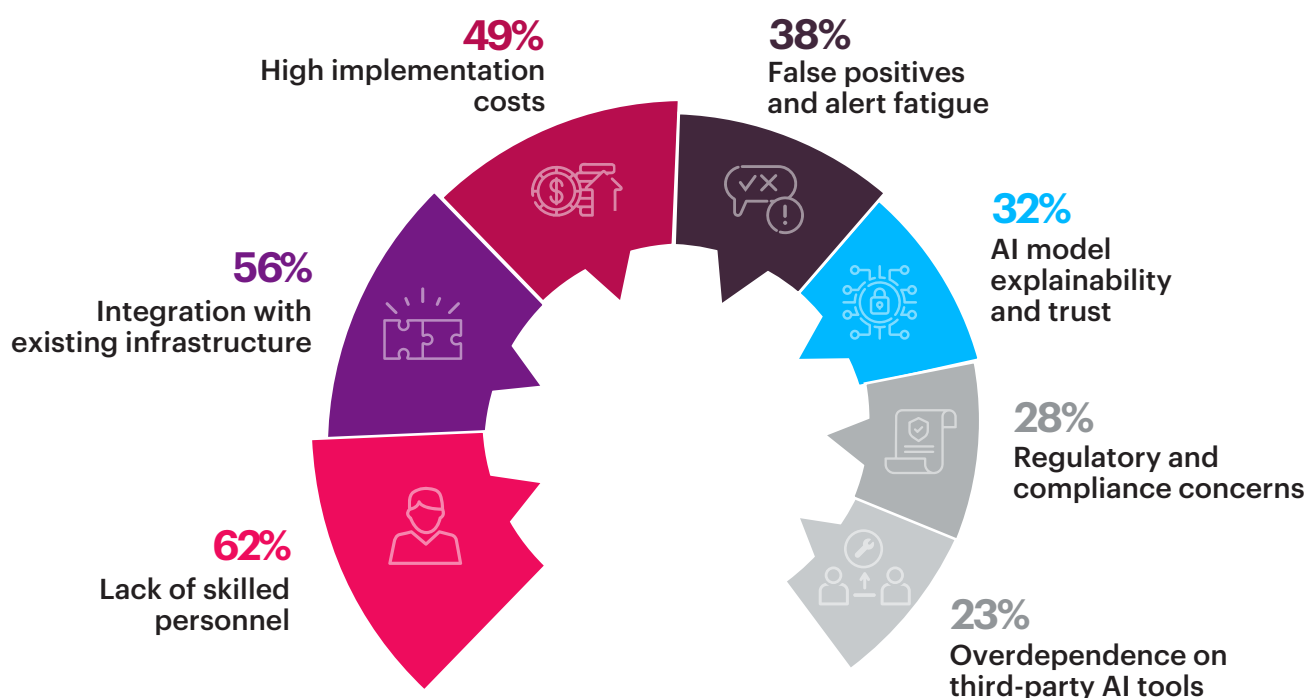 49%
High implementation
costs
38%
False positives
and alert fatigue
56%
Integration with
existing infrastructure
32%
AI model
explainability
and trust
28%
Regulatory and
compliance concerns
62%
Lack of skilled
personnel
23%
Overdependence on
third-party AI tools